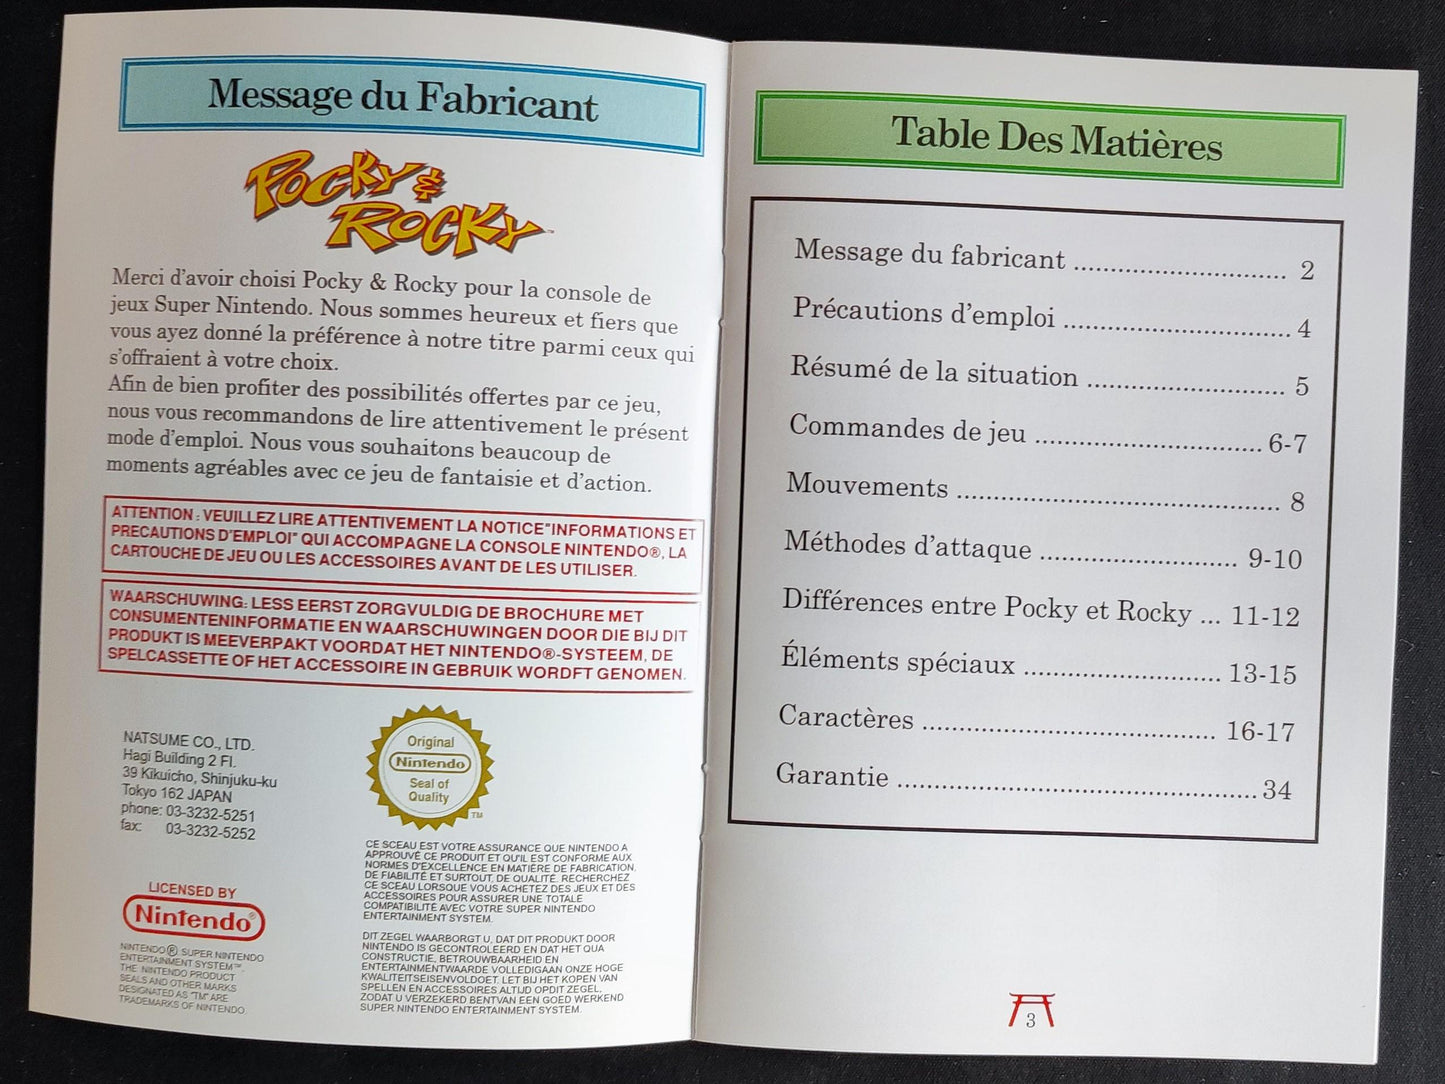 Message du Fabricant
POCKY &
ROCKY™
Merci d'avoir choisi Pocky & Rocky pour la console de
jeux Super Nintendo. Nous sommes heureux et fiers que
vous ayez donné la préférence à notre titre parmi ceux qui
s'offraient à votre choix.
Afin de bien profiter des possibilités offertes par ce jeu,
nous vous recommandons de lire attentivement le présent
mode d'emploi. Nous vous souhaitons beaucoup de
moments agréables avec ce jeu de fantaisie et d'action.
ATTENTION : VEUILLEZ LIRE ATTENTIVEMENT LA NOTICE"INFORMATIONS ET
PRECAUTIONS D'EMPLOI" QUI ACCOMPAGNE LA CONSOLE NINTENDO®, LA
CARTOUCHE DE JEU OU LES ACCESSOIRES AVANT DE LES UTILISER.
WAARSCHUWING: LESS EERST ZORGVULDIG DE BROCHURE MET
CONSUMENTENINFORMATIE EN WAARSCHUWINGEN DOOR DIE BIJ DIT
PRODUKT IS MEEVERPAKT VOORDAT HET NINTENDO®-SYSTEEM, DE
SPELCASSETTE OF HET ACCESSOIRE IN GEBRUIK WORDFT GENOMEN.
NATSUME CO., LTD.
Hagi Building 2 Fl.
39 Kikuicho, Shinjuku-ku
Tokyo 162 JAPAN
phone: 03-3232-5251
fax: 03-3232-5252
LICENSED BY
Nintendo®
NINTENDO® SUPER NINTENDO
ENTERTAINMENT SYSTEM™.
THE NINTENDO PRODUCT
SEALS AND OTHER MARKS
DESIGNATED AS "TM" ARE
TRADEMARKS OF NINTENDO.
Original
Nintendo
Seal of
Quality
TM
CE SCEAU EST VOTRE ASSURANCE QUE NINTENDO A
APPROUVÉ CE PRODUIT ET QU'IL EST CONFORME AUX
NORMES D'EXCELLENCE EN MATIÈRE DE FABRICATION,
DE FIABILITÉ ET SURTOUT, DE QUALITÉ. RECHERCHEZ
CE SCEAU LORSQUE VOUS ACHETEZ DES JEUX ET DES
ACCESSOIRES POUR ASSURER UNE TOTALE
COMPATIBILITE AVEC VOTRE SUPER NINTENDO
ENTERTAINMENT SYSTEM.
DIT ZEGEL WAARBORGT U, DAT DIT PRODUKT DOOR
NINTENDO IS GECONTROLEERD EN DAT HET QUA
CONSTRUCTIE, BETROUWBAARHEID EN
ENTERTAINMENTWAARDE VOLLEDIGAAN ONZE HOGE
KWALITEITSEISENVOLDOET. LET BIJ HET KOPEN VAN
SPELLEN EN ACCESSOIRES ALTIJD OPDIT ZEGEL.
ZODAT U VERZEKERD BENTVAN EEN GOED WERKEND
SUPER NINTENDO ENTERTAINMENT SYSTEM.
Table Des Matières
Message du fabricant ............................ 2
Précautions d'emploi .............................. 4
Résumé de la situation .......................... 5
Commandes de jeu .............................. 6-7
Mouvements .......................................... 8
Méthodes d'attaque .......................... 9-10
Différences entre Pocky et Rocky ... 11-12
Éléments spéciaux .......................... 13-15
Caractères ....................................... 16-17
Garantie ............................................... 34
3